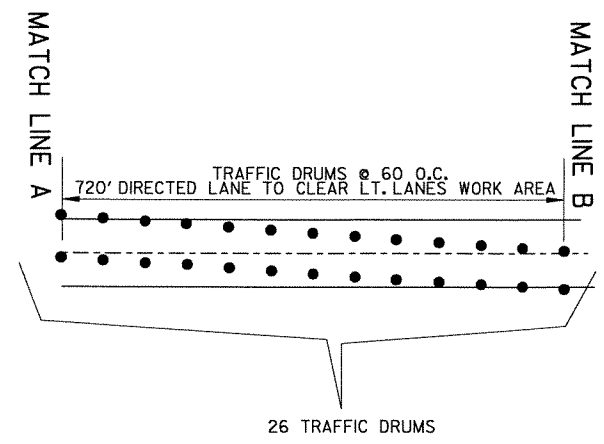 MATCH LINE A
MATCH LINE B
TRAFFIC DRUMS @ 60 O.C.
720' DIRECTED LANE TO CLEAR LT. LANES WORK AREA
26 TRAFFIC DRUMS